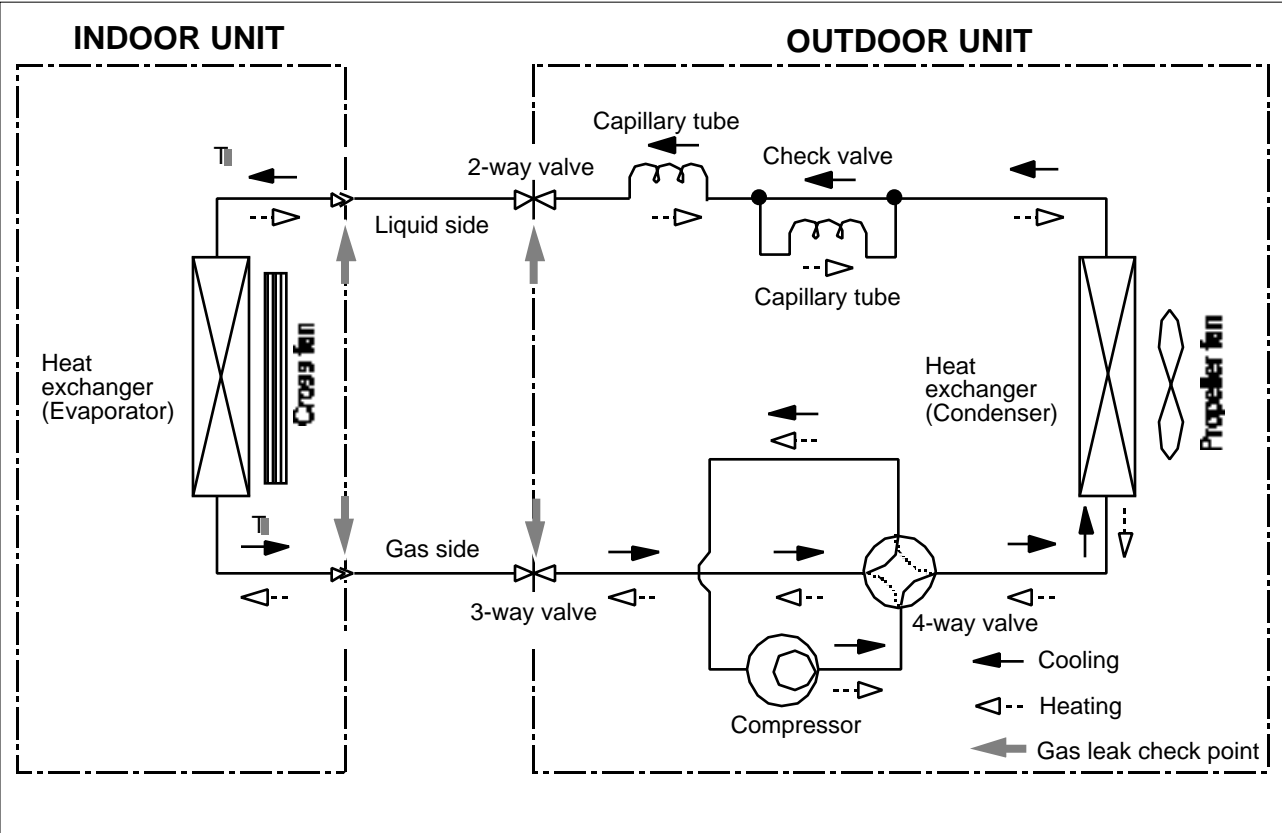 INDOOR UNIT
OUTDOOR UNIT
Capillary tube
T
2-way valve
Check valve
Liquid side
Capillary tube
Heat
exchanger
(Evaporator)
Cross fan
Heat
exchanger
(Condenser)
Propeller fan
T
Gas side
3-way valve
4-way valve
Cooling
Heating
Compressor
Gas leak check point